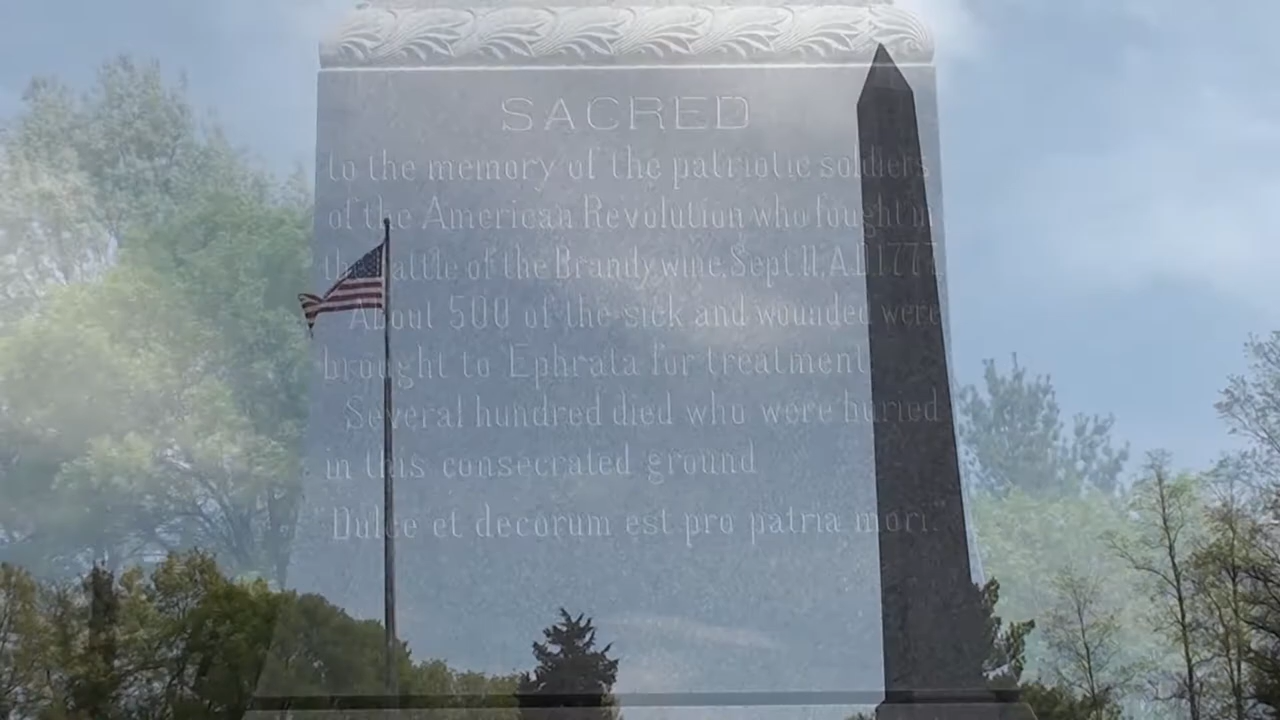 SACRED
to the memory of the patriotic soldiers
of the American Revolution who fought in
the Battle of the Brandywine, Sept. 11, A.D. 1777.
About 500 of the sick and wounded were
brought to Ephrata for treatment
Several hundred died who were buried
in this consecrated ground
"Dulce et decorum est pro patria mori."